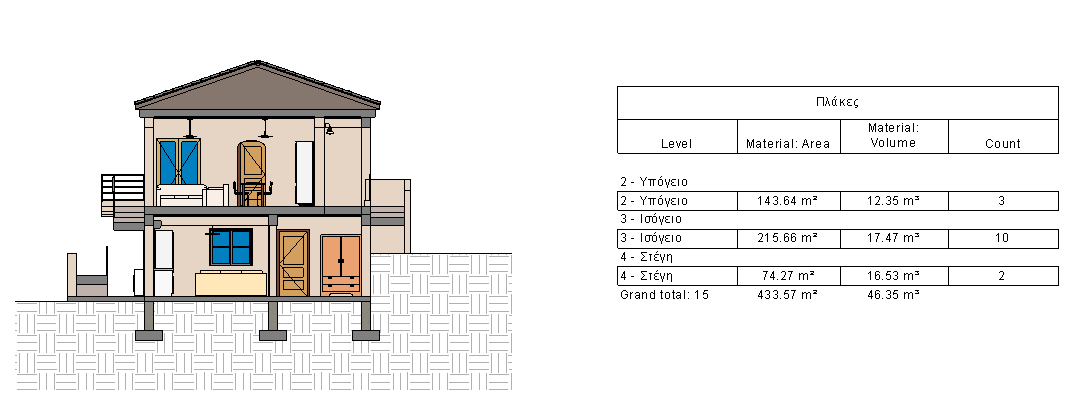 Πλάκες
Level Material: Area Material: Volume Count
2 - Υπόγειο
2 - Υπόγειο 143.64 m² 12.35 m³ 3
3 - Ισόγειο
3 - Ισόγειο 215.66 m² 17.47 m³ 10
4 - Στέγη
4 - Στέγη 74.27 m² 16.53 m³ 2
Grand total: 15 433.57 m² 46.35 m³